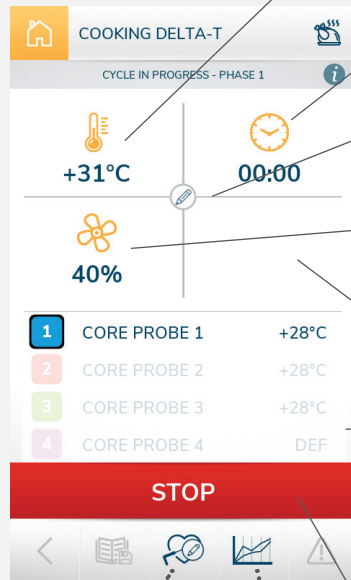 COOKING DELTA-T
CYCLE IN PROGRESS - PHASE 1
i
+31°C
00:00
40%
1 CORE PROBE 1 +28°C
2 CORE PROBE 2 +28°C
3 CORE PROBE 3 +28°C
4 CORE PROBE 4 DEF
STOP